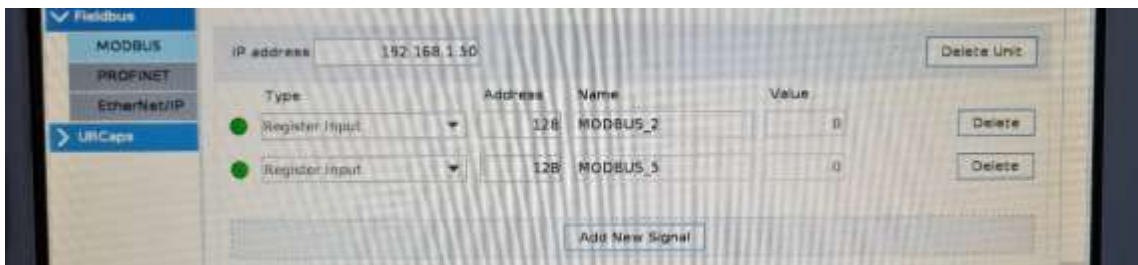 Fieldbus
MODBUS
PROFINET
EtherNet/IP
URCaps
IP address 192.168.1.50 Delete Unit
Type Address Name Value
Register Input 128 MODBUS_2 0 Delete
Register Input 128 MODBUS_5 0 Delete
Add New Signal